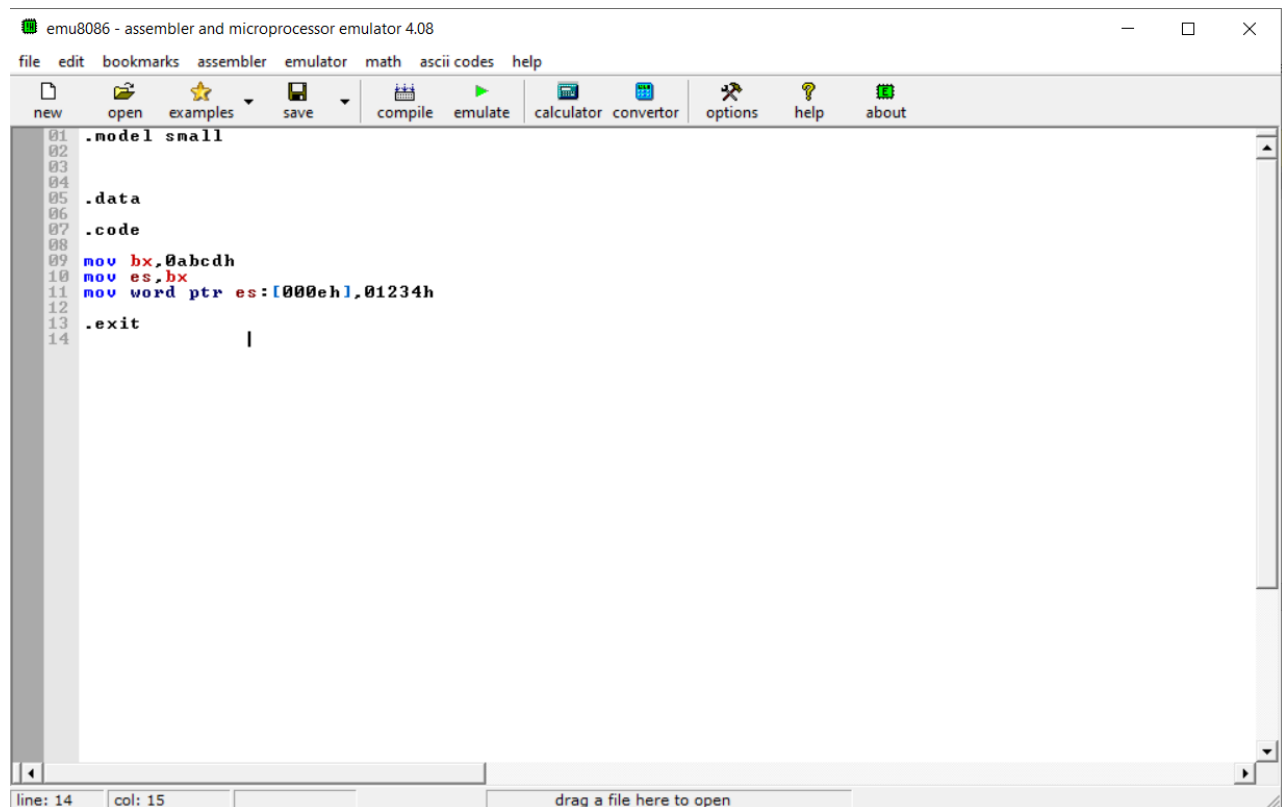 emu8086 - assembler and microprocessor emulator 4.08
file edit bookmarks assembler emulator math ascii codes help
new open examples save compile emulate calculator convertor options help about
01 .model small
02
03
04
05 .data
06
07 .code
08
09 mov bx,0abcdh
10 mov es,bx
11 mov word ptr es:[000eh],01234h
12
13 .exit
14
line: 14 col: 15 drag a file here to open